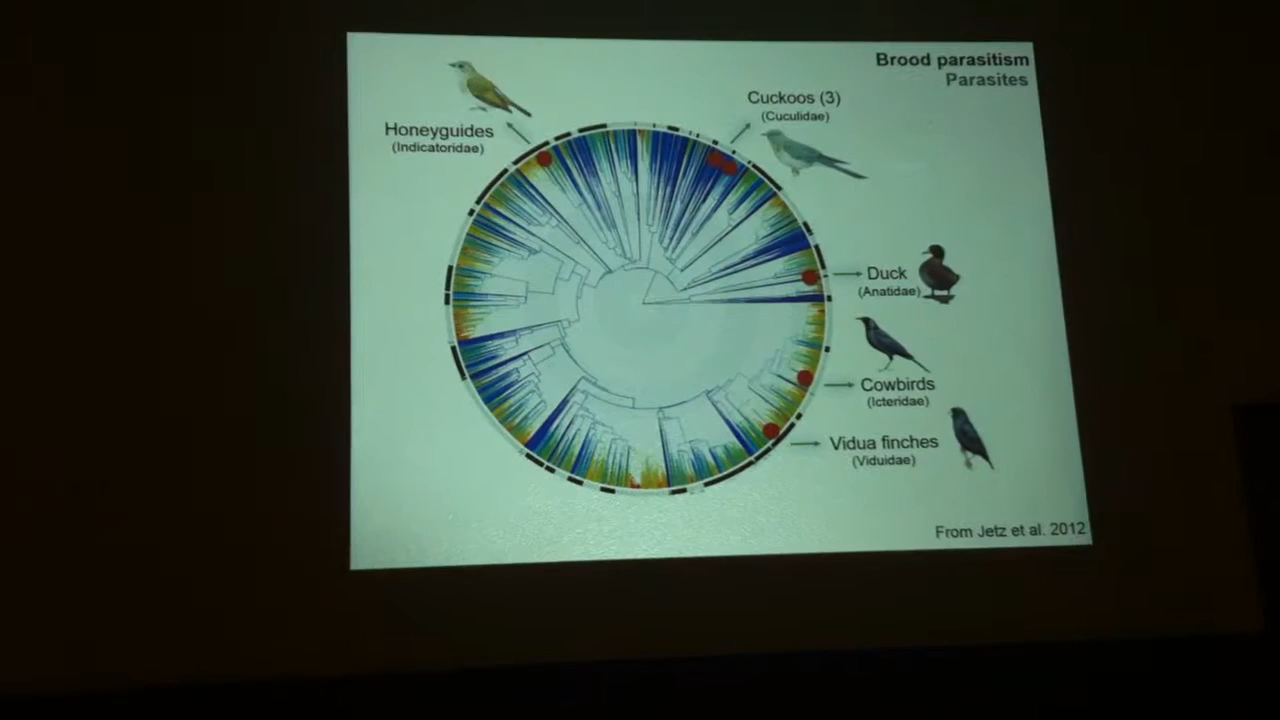 Brood parasitism
Parasites
Cuckoos (3)
(Cuculidae)
Honeyguides
(Indicatoridae)
Duck
(Anatidae)
Cowbirds
(Icteridae)
Vidua finches
(Viduidae)
From Jetz et al. 2012